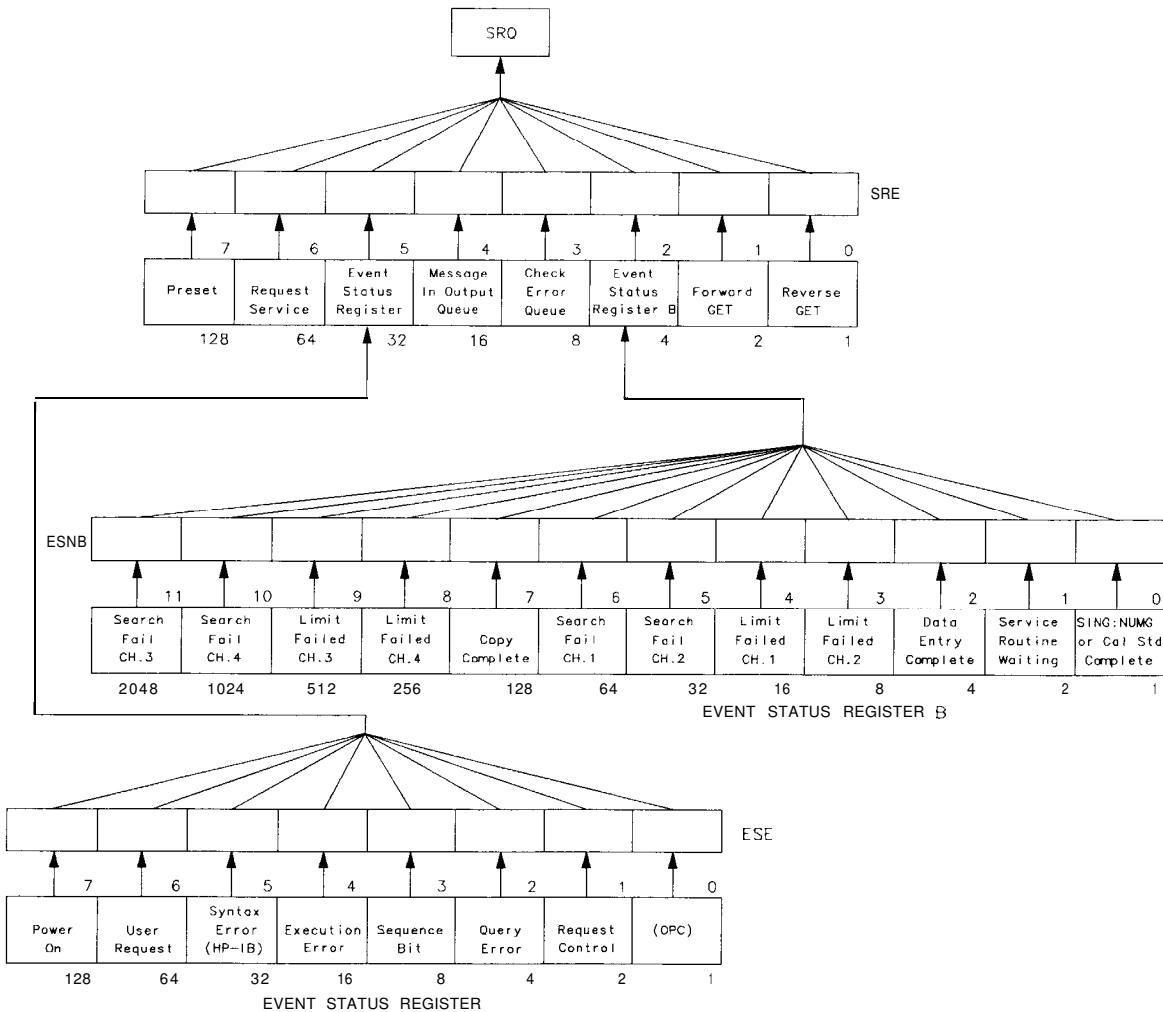 SRQ
SRE
7 6 5 4 3 2 1 0
Preset
Request
Service
Event
Status
Register
Message
In Output
Queue
Check
Error
Queue
Event
Status
Register B
Forward
GET
Reverse
GET
128 64 32 16 8 4 2 1
ESNB
11 10 9 8 7 6 5 4 3 2 1 0
Search
Fail
CH.3
Search
Fail
CH.4
Limit
Failed
CH.3
Limit
Failed
CH.4
Copy
Complete
Search
Fail
CH.1
Search
Fail
CH.2
Limit
Failed
CH.1
Limit
Failed
CH.2
Data
Entry
Complete
Service
Routine
Waiting
SING:NUMG
or Cal Std
Complete
2048 1024 512 256 128 64 32 16 8 4 2 1
EVENT STATUS REGISTER B
ESE
7 6 5 4 3 2 1 0
Power
On
User
Request
Syntax
Error
(HP-IB)
Execution
Error
Sequence
Bit
Query
Error
Request
Control
(OPC)
128 64 32 16 8 4 2 1
EVENT STATUS REGISTER